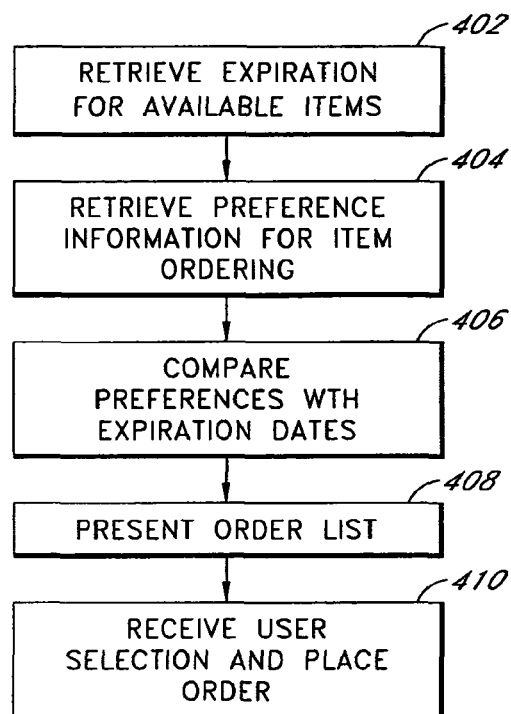 402
RETRIEVE EXPIRATION
FOR AVAILABLE ITEMS
404
RETRIEVE PREFERENCE
INFORMATION FOR ITEM
ORDERING
406
COMPARE
PREFERENCES WTH
EXPIRATION DATES
408
PRESENT ORDER LIST
410
RECEIVE USER
SELECTION AND PLACE
ORDER